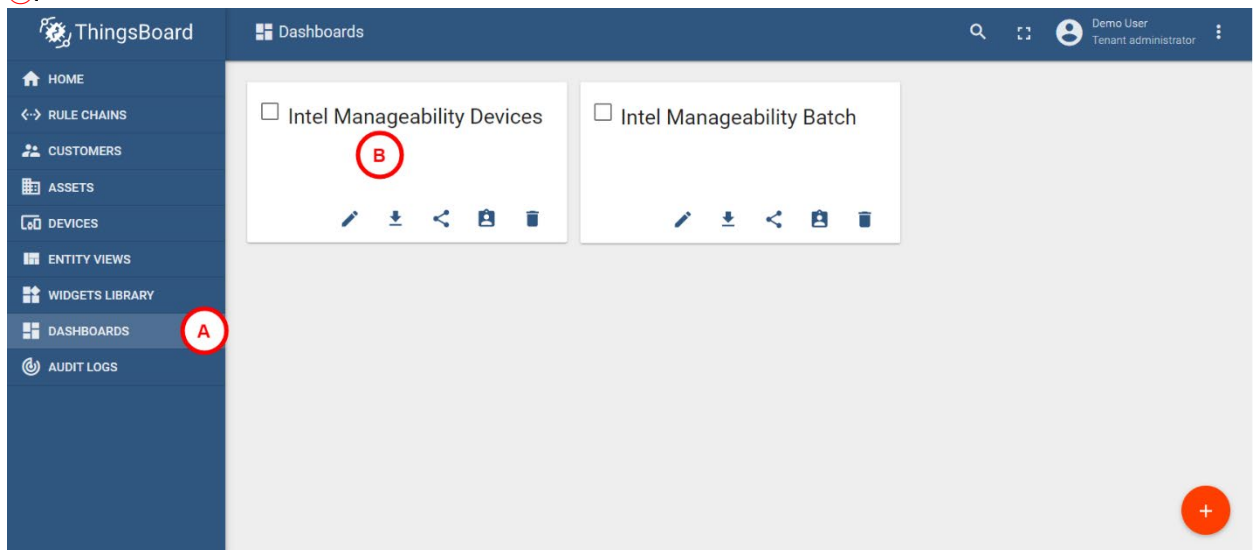 ThingsBoard
Dashboards
Demo User
Tenant administrator
HOME
RULE CHAINS
CUSTOMERS
ASSETS
DEVICES
ENTITY VIEWS
WIDGETS LIBRARY
DASHBOARDS
A
AUDIT LOGS
Intel Manageability Devices
B
Intel Manageability Batch
+